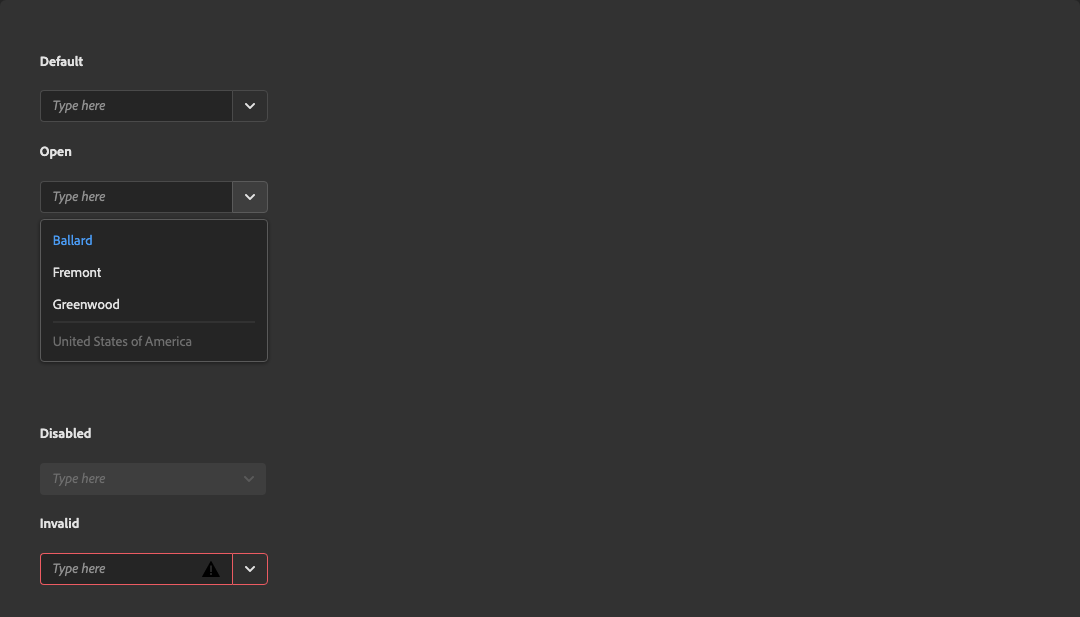 Default
Type here
Open
Type here
Ballard
Fremont
Greenwood
United States of America
Disabled
Type here
Invalid
Type here